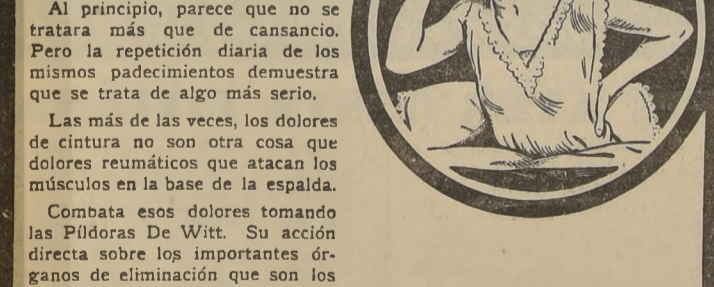 Al principio, parece que no se
tratara más que de cansancio.
Pero la repetición diaria de los
mismos padecimientos demuestra
que se trata de algo más serio.
Las más de las veces, los dolores
de cintura no son otra cosa que
dolores reumáticos que atacan los
músculos en la base de la espalda.
Combata esos dolores tomando
las Píldoras De Witt. Su acción
directa sobre los importantes ór-
ganos de eliminación que son los